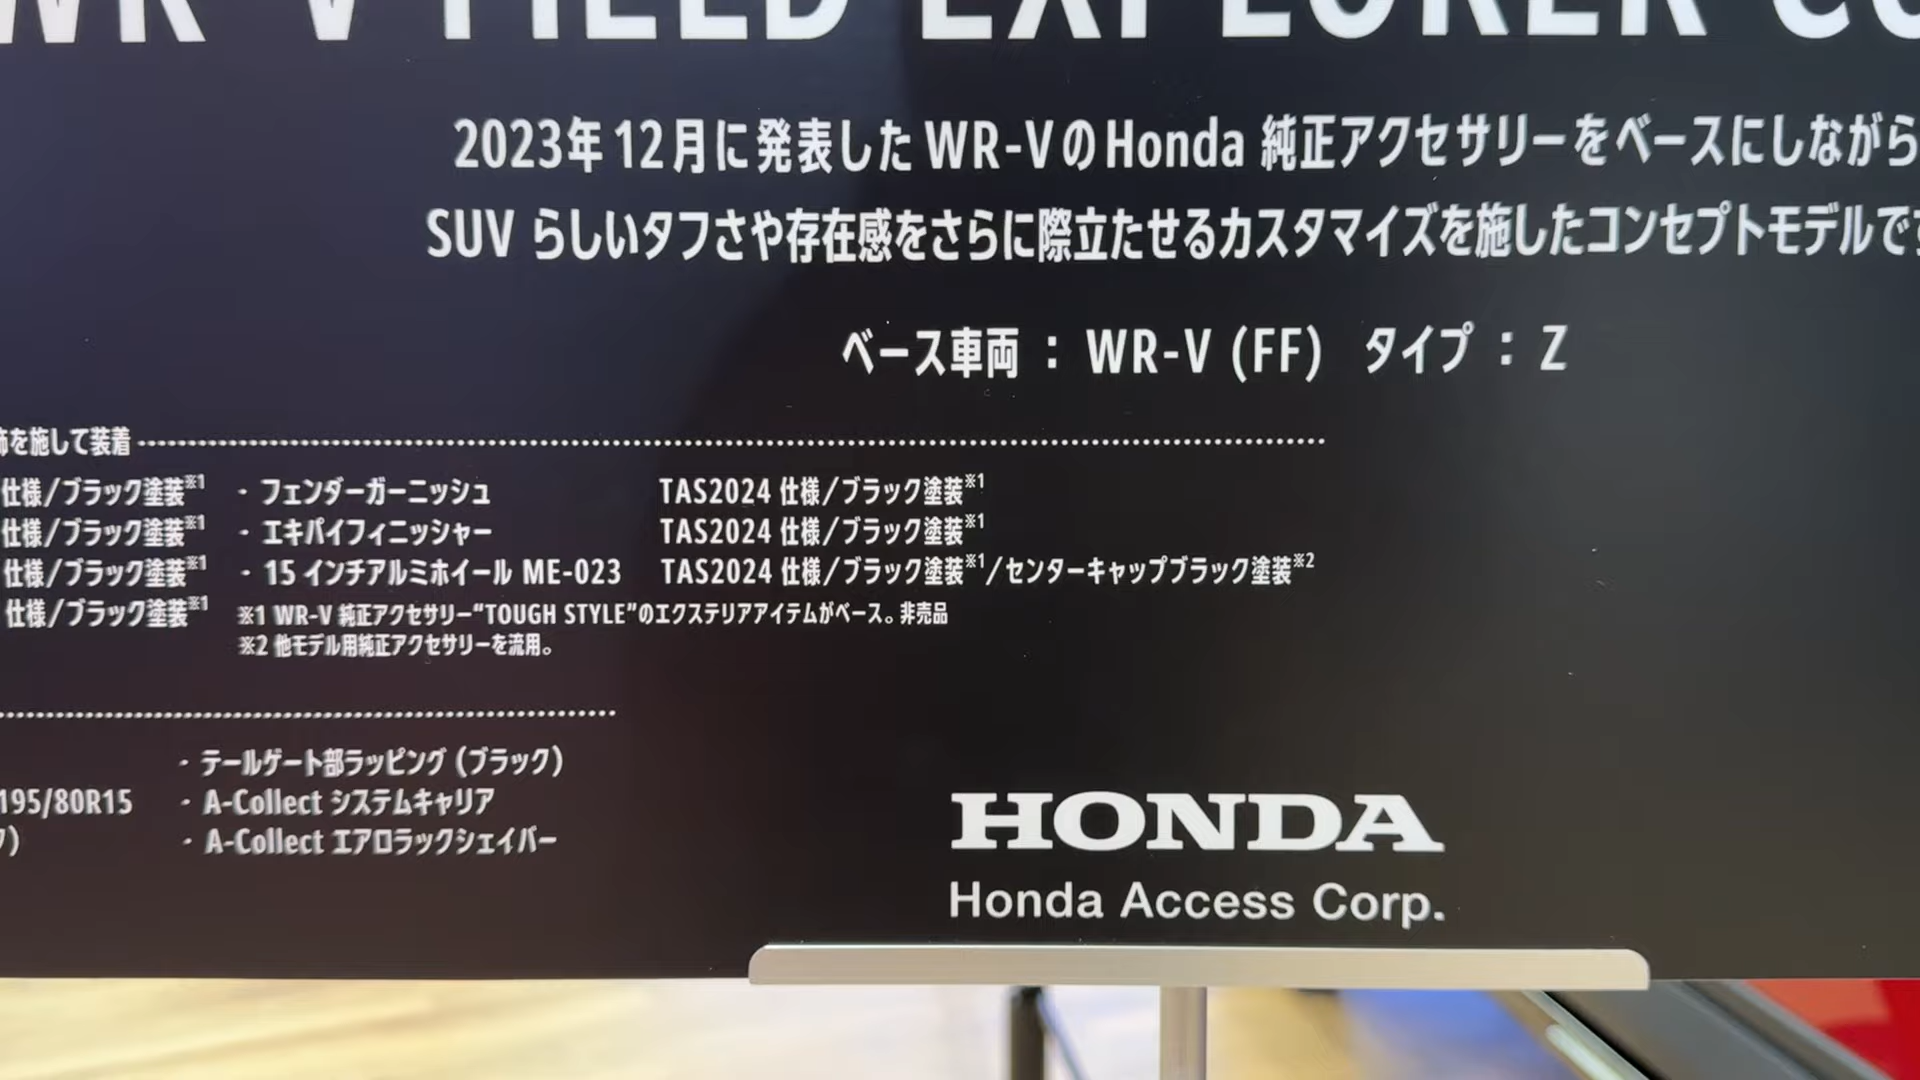 WR-V FIELD EXPLORER CO
2023年12月に発表したWR-VのHonda 純正アクセサリーをベースにしながら
SUV らしいタフさや存在感をさらに際立たせるカスタマイズを施したコンセプトモデルです
ベース車両 : WR-V (FF) タイプ : Z
飾を施して装着
仕様/ブラック塗装※1 ・フェンダーガーニッシュ TAS2024 仕様/ブラック塗装※1
仕様/ブラック塗装※1 ・エキパイフィニッシャー TAS2024 仕様/ブラック塗装※1
仕様/ブラック塗装※1 ・15 インチアルミホイール ME-023 TAS2024 仕様/ブラック塗装※1/センターキャップブラック塗装※2
仕様/ブラック塗装※1 ※1 WR-V 純正アクセサリー“TOUGH STYLE”のエクステリアアイテムがベース。非売品
※2 他モデル用純正アクセサリーを流用。
・テールゲート部ラッピング (ブラック)
195/80R15 ・A-Collect システムキャリア
ク) ・A-Collect エアロラックシェイバー
HONDA
Honda Access Corp.